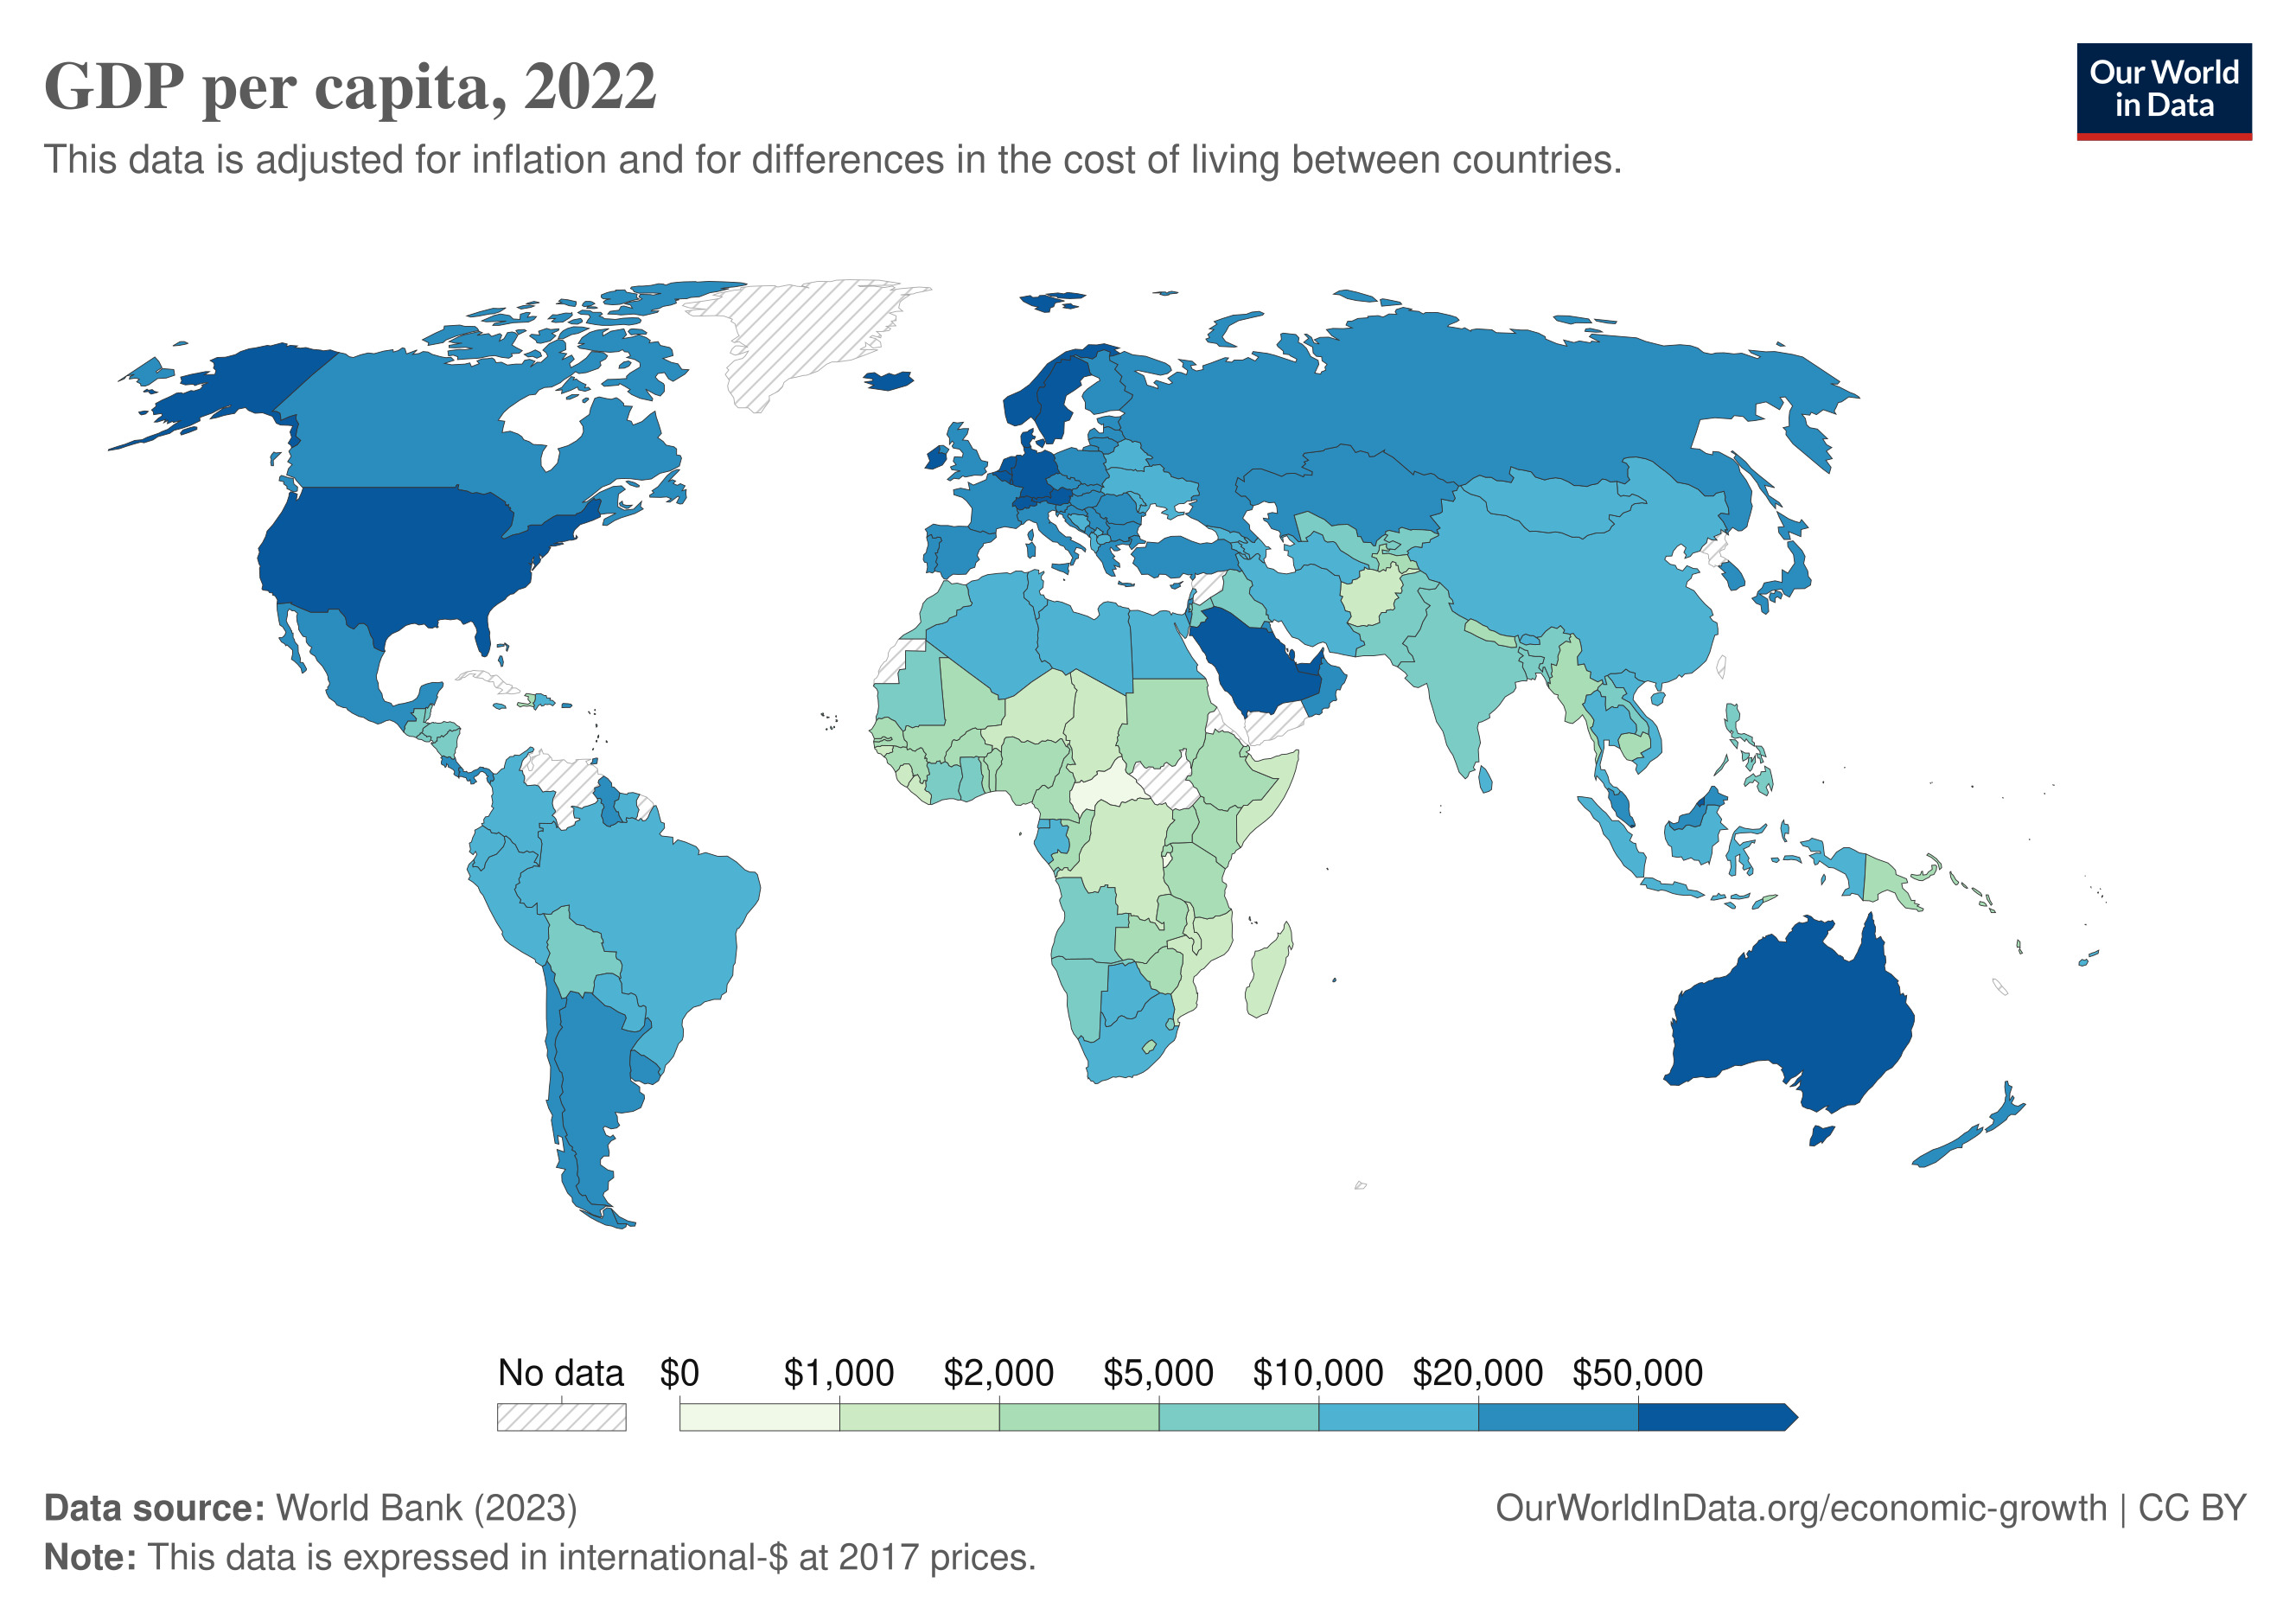 GDP per capita, 2022
Our World
in Data
This data is adjusted for inflation and for differences in the cost of living between countries.
No data $0 $1,000 $2,000 $5,000 $10,000 $20,000 $50,000
Data source: World Bank (2023)
OurWorldInData.org/economic-growth | CC BY
Note: This data is expressed in international-$ at 2017 prices.